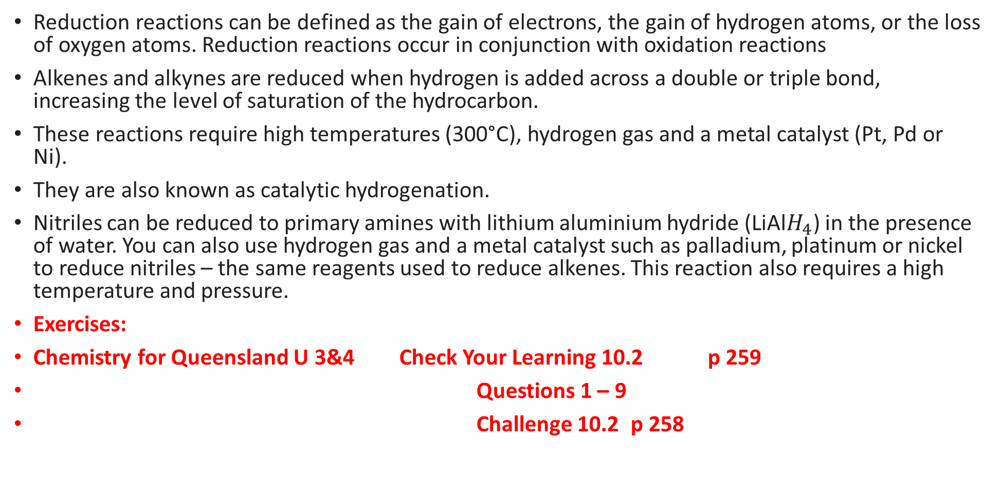 • Reduction reactions can be defined as the gain of electrons, the gain of hydrogen atoms, or the loss
of oxygen atoms. Reduction reactions occur in conjunction with oxidation reactions
• Alkenes and alkynes are reduced when hydrogen is added across a double or triple bond,
increasing the level of saturation of the hydrocarbon.
• These reactions require high temperatures (300°C), hydrogen gas and a metal catalyst (Pt, Pd or
Ni).
• They are also known as catalytic hydrogenation.
• Nitriles can be reduced to primary amines with lithium aluminium hydride (LiAlH₄) in the presence
of water. You can also use hydrogen gas and a metal catalyst such as palladium, platinum or nickel
to reduce nitriles – the same reagents used to reduce alkenes. This reaction also requires a high
temperature and pressure.
• Exercises:
• Chemistry for Queensland U 3&4 Check Your Learning 10.2 p 259
• Questions 1 – 9
• Challenge 10.2 p 258